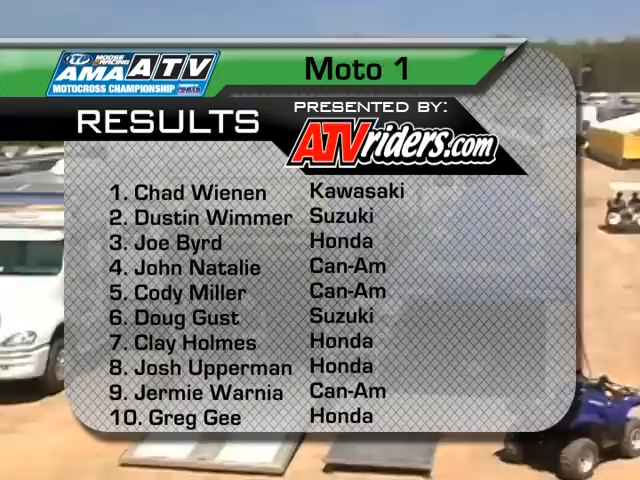 MOOSE RACING
AMA ATV
MOTOCROSS CHAMPIONSHIP
Moto 1
RESULTS
PRESENTED BY:
ATVriders.com
1. Chad Wienen Kawasaki
2. Dustin Wimmer Suzuki
3. Joe Byrd Honda
4. John Natalie Can-Am
5. Cody Miller Can-Am
6. Doug Gust Suzuki
7. Clay Holmes Honda
8. Josh Upperman Honda
9. Jermie Warnia Can-Am
10. Greg Gee Honda